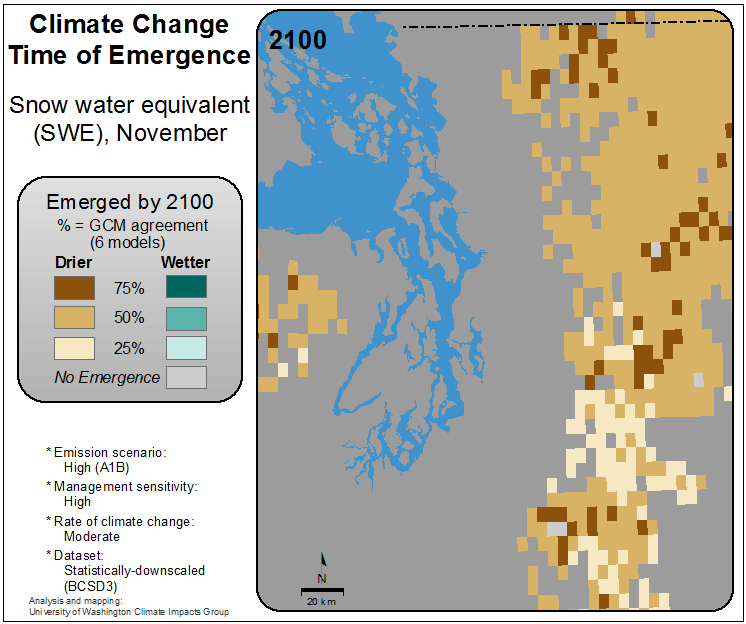 Climate Change
Time of Emergence
Snow water equivalent
(SWE), November
Emerged by 2100
% = GCM agreement
(6 models)
Drier Wetter
75%
50%
25%
No Emergence
* Emission scenario:
High (A1B)
* Management sensitivity:
High
* Rate of climate change:
Moderate
* Dataset:
Statistically-downscaled
(BCSD3)
Analysis and mapping:
University of Washington Climate Impacts Group
2100
N
20 km